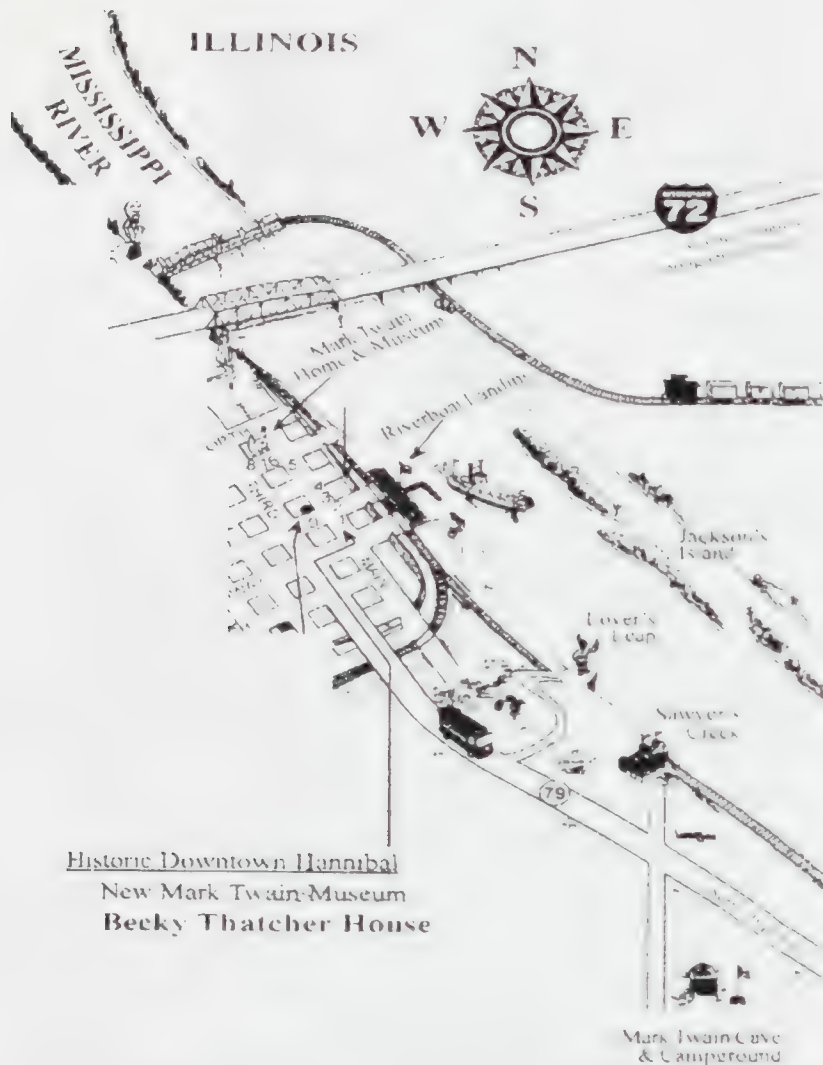 ILLINOIS
MISSISSIPPI
RIVER
N
W
E
S
INTERSTATE
72
Mark Twain
Home & Museum
Riverboat Landing
H
Jackson's
Island
Lover's
Leap
Sawyer's
Creek
79
Historic Downtown Hannibal
New Mark Twain Museum
Becky Thatcher House
Mark Twain Cave
& Campground